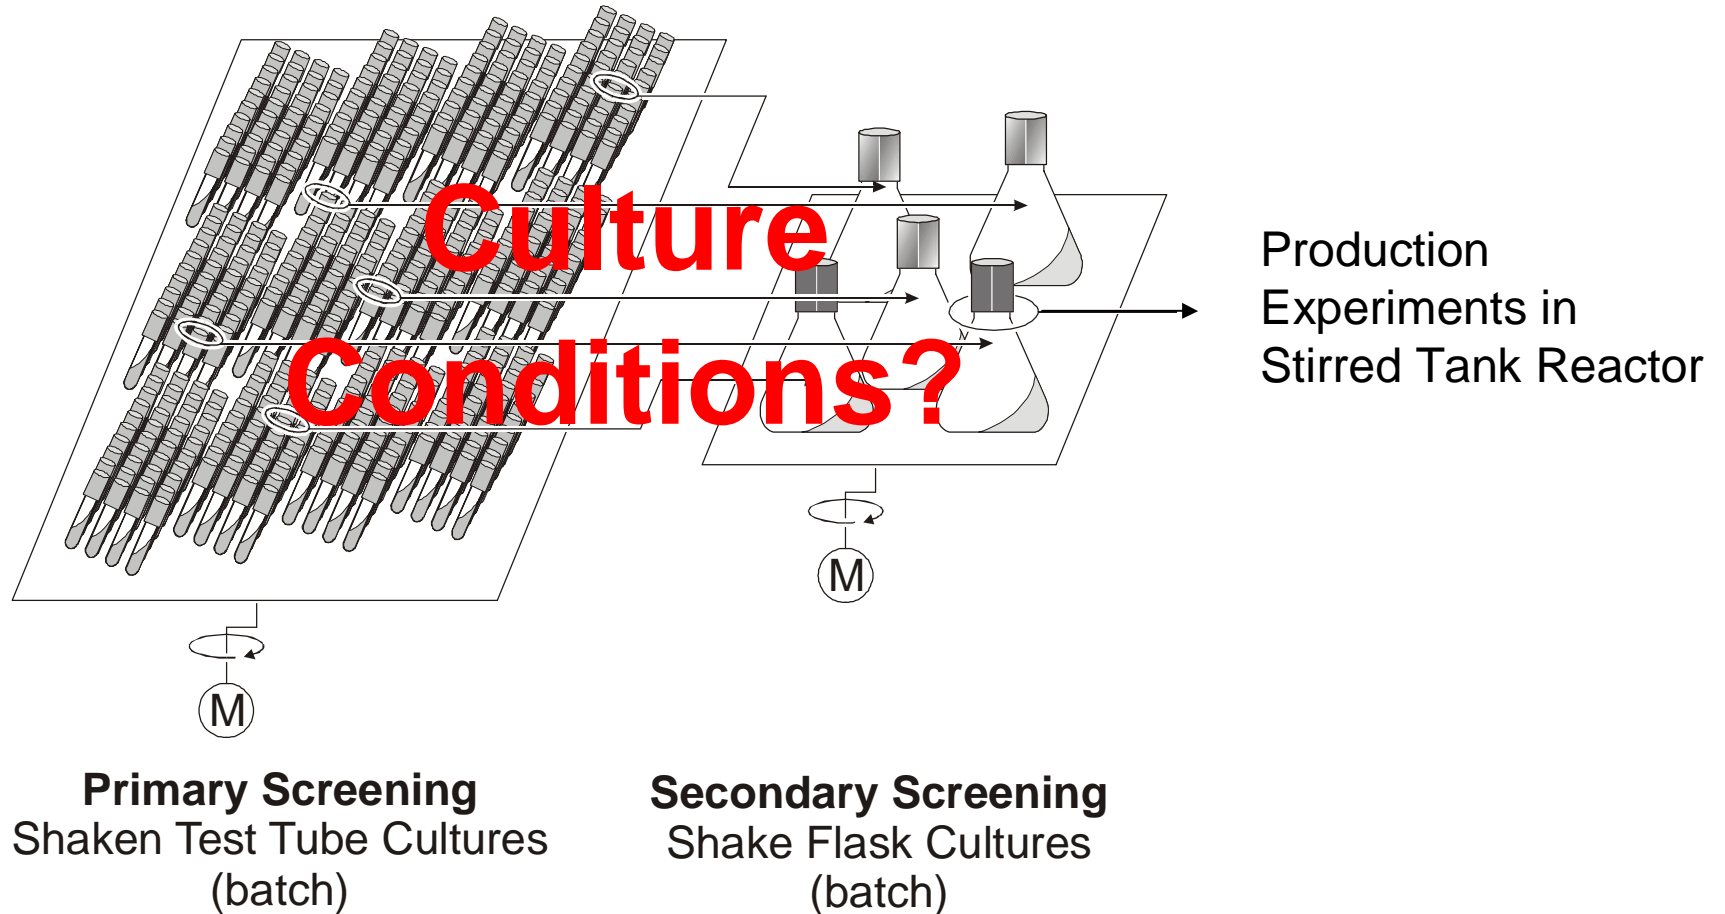 Culture
Conditions?
Production
Experiments in
Stirred Tank Reactor
M
M
Primary Screening
Shaken Test Tube Cultures
(batch)
Secondary Screening
Shake Flask Cultures
(batch)